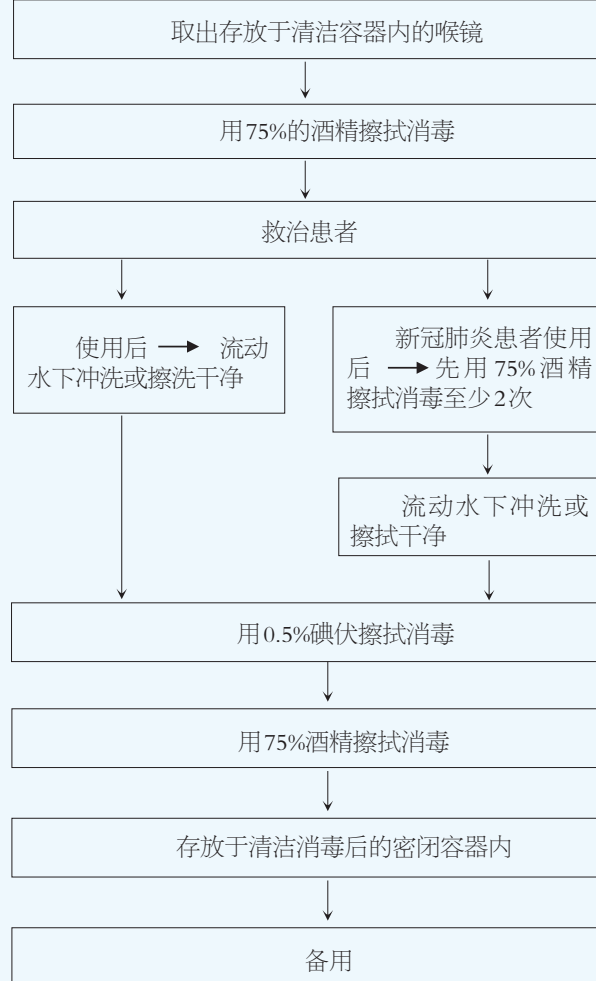 取出存放于清洁容器内的喉镜
用75%的酒精擦拭消毒
救治患者
使用后 → 流动
水下冲洗或擦洗干净
新冠肺炎患者使用
后 → 先用75%酒精
擦拭消毒至少2次
流动水下冲洗或
擦拭干净
用0.5%碘伏擦拭消毒
用75%酒精擦拭消毒
存放于清洁消毒后的密闭容器内
备用